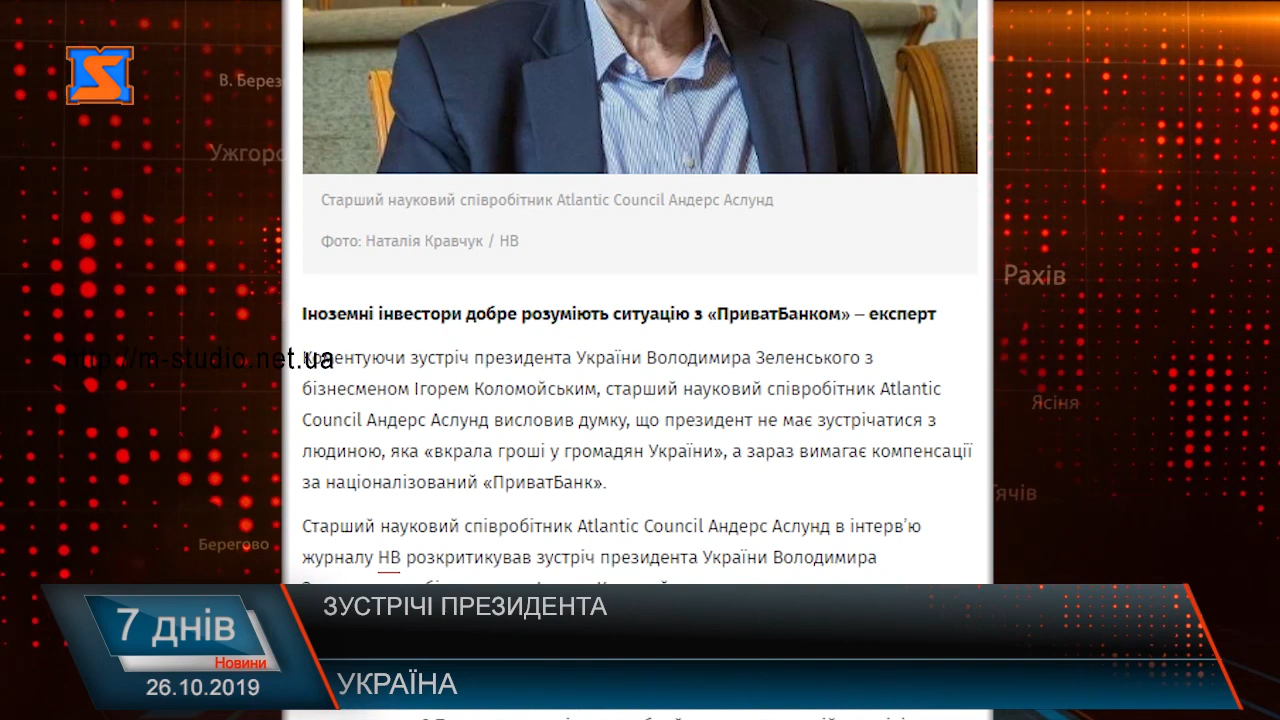 В. Берез
Ужгоро
Старший науковий співробітник Atlantic Council Андерс Аслунд
Фото: Наталія Кравчук / НВ
Рахів
Іноземні інвестори добре розуміють ситуацію з «ПриватБанком» – експерт
http://m-studio.net.ua
Коментуючи зустріч президента України Володимира Зеленського з
бізнесменом Ігорем Коломойським, старший науковий співробітник Atlantic
Ясіня
Council Андерс Аслунд висловив думку, що президент не має зустрічатися з
людиною, яка «вкрала гроші у громадян України», а зараз вимагає компенсації
за націоналізований «ПриватБанк».
Тячів
Старший науковий співробітник Atlantic Council Андерс Аслунд в інтерв'ю
Берегово
журналу НВ розкритикував зустріч президента України Володимира
ЗУСТРІЧІ ПРЕЗИДЕНТА
7 днів
Новини
26.10.2019
УКРАЇНА